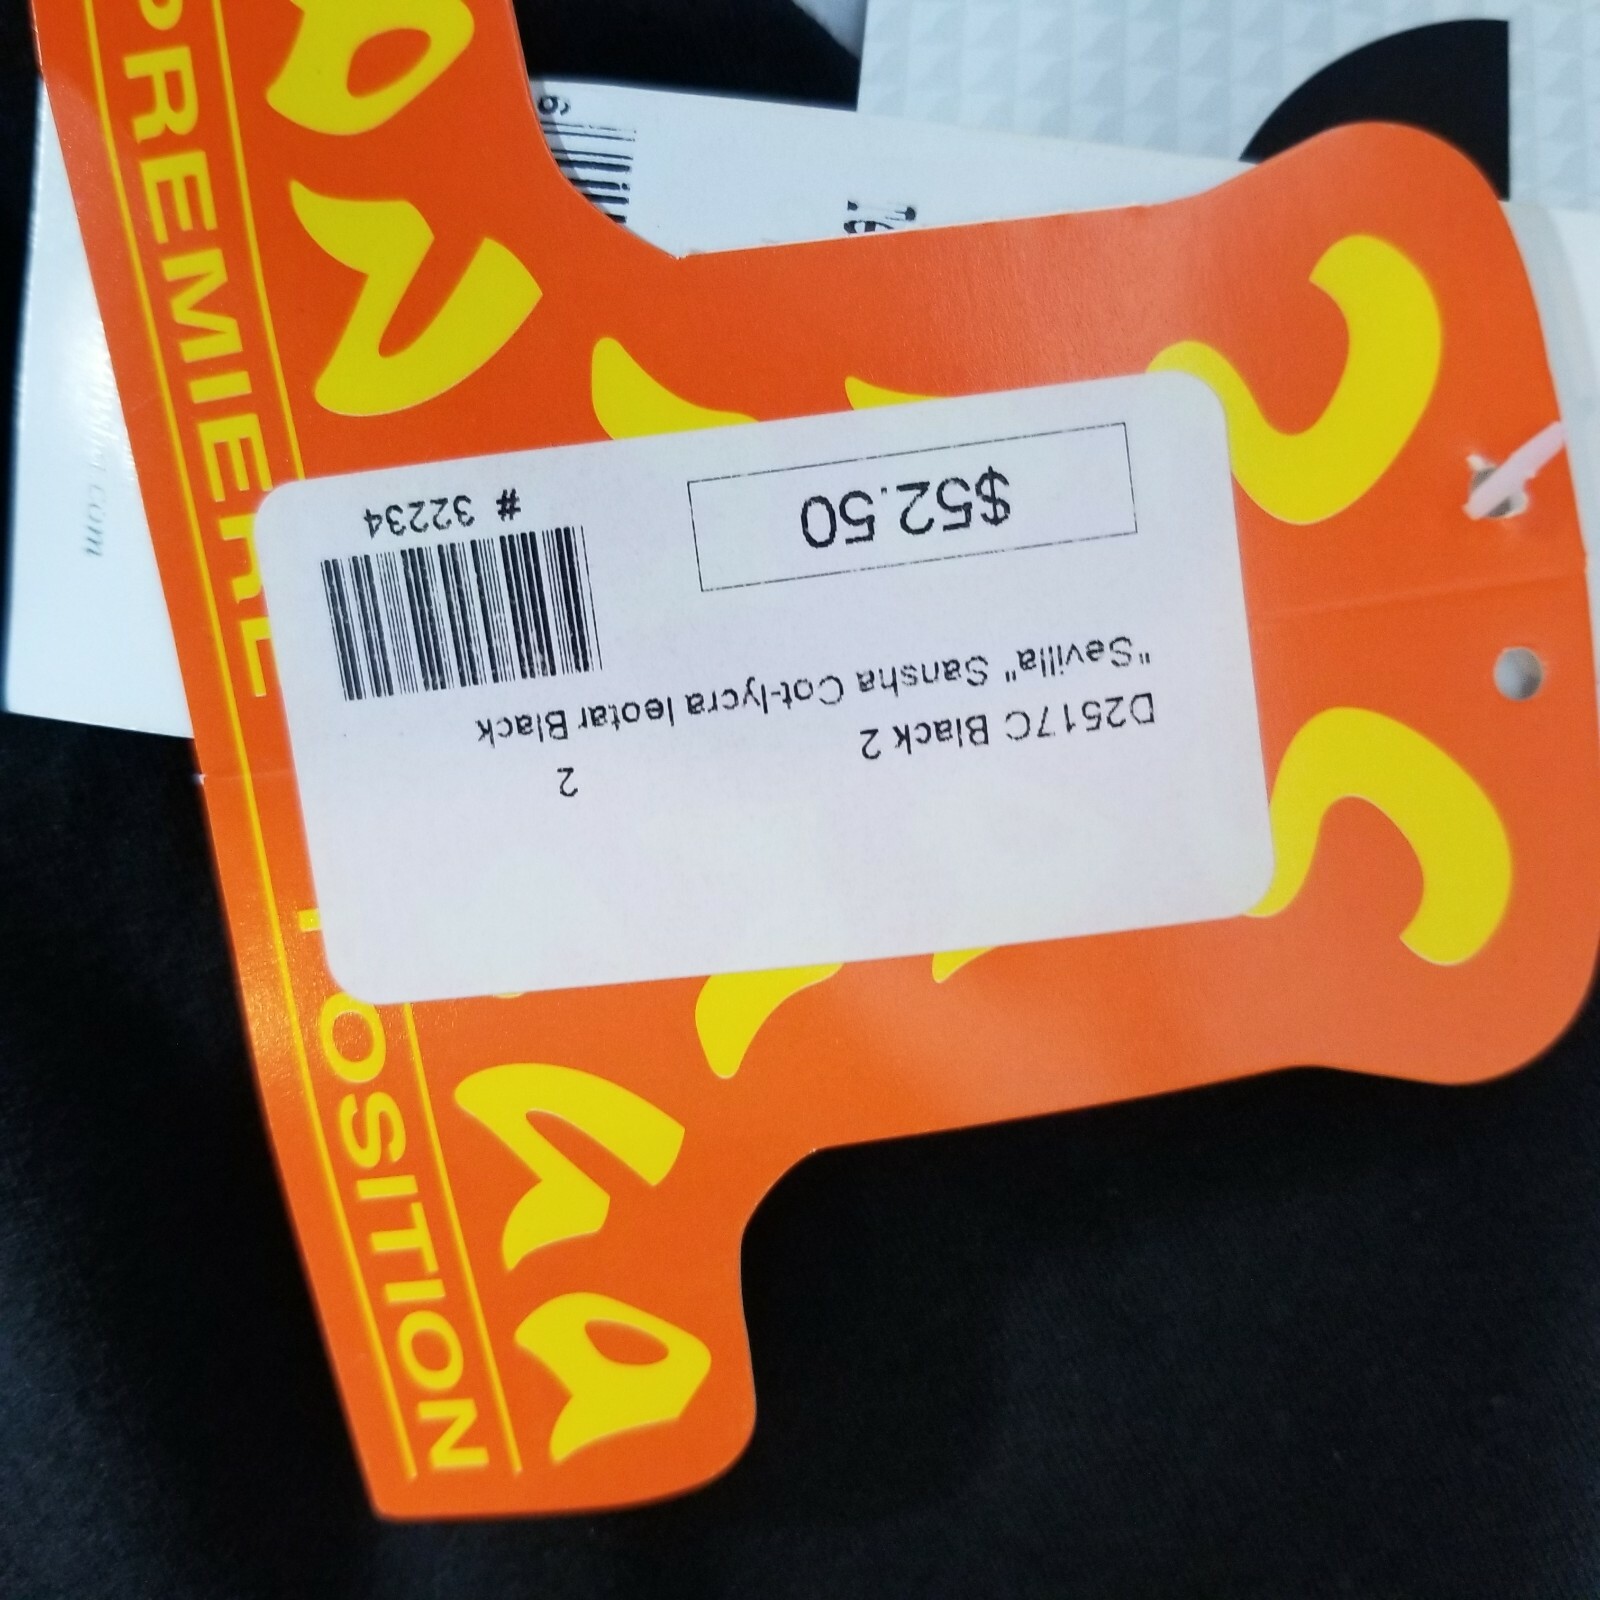 PREMIERE POSITION
$52.50
# 32234
"Sevilla" Sansha Cot-lycra leotar Black
D2517C Black 2
2